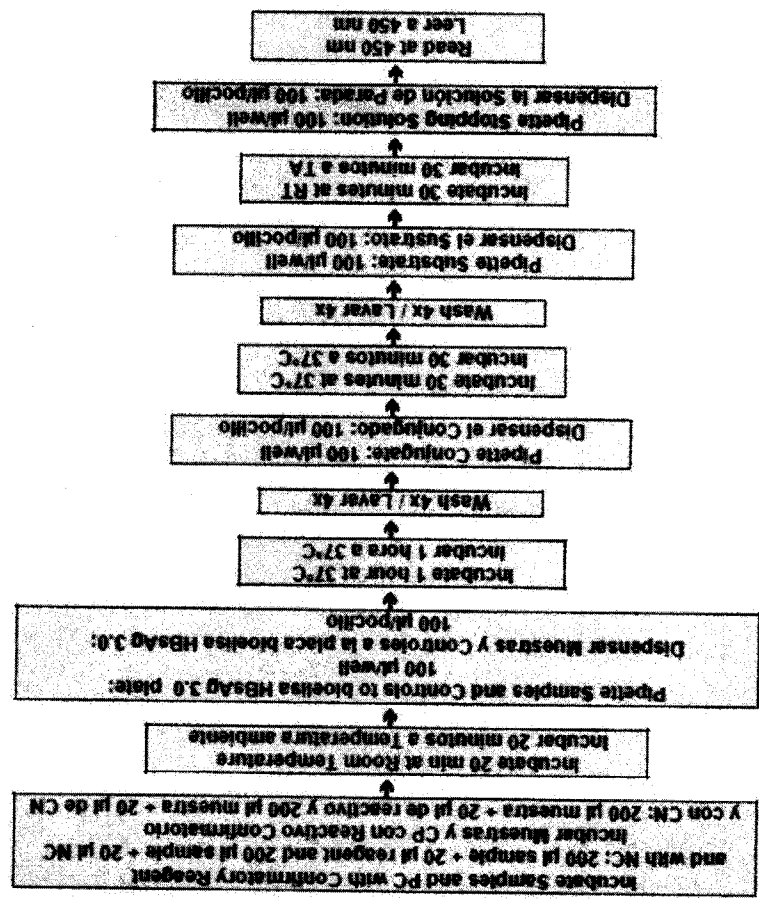 Incubate Samples and PC with Confirmatory Reagent
and with NC: 200 µl sample + 20 µl reagent and 200 µl sample + 20 µl NC
Incubar Muestras y CP con Reactivo Confirmatorio
y con CN: 200 µl muestra + 20 µl de reactivo y 200 µl muestra + 20 µl de CN
Incubate 20 min at Room Temperature
Incubar 20 minutos a Temperatura ambiente
Pipette Samples and Controls to bioelisa HBsAg 3.0 plate:
100 µl/well
Dispensar Muestras y Controles a la placa bioelisa HBsAg 3.0:
100 µl/pocillo
Incubate 1 hour at 37°C
Incubar 1 hora a 37°C
Wash 4x / Lavar 4x
Pipette Conjugate: 100 µl/well
Dispensar el Conjugado: 100 µl/pocillo
Incubate 30 minutes at 37°C
Incubar 30 minutos a 37°C
Wash 4x / Lavar 4x
Pipette Substrate: 100 µl/well
Dispensar el Sustrato: 100 µl/pocillo
Incubate 30 minutes at RT
Incubar 30 minutos a TA
Pipette Stopping Solution: 100 µl/well
Dispensar la Solución de Parada: 100 µl/pocillo
Read at 450 nm
Leer a 450 nm